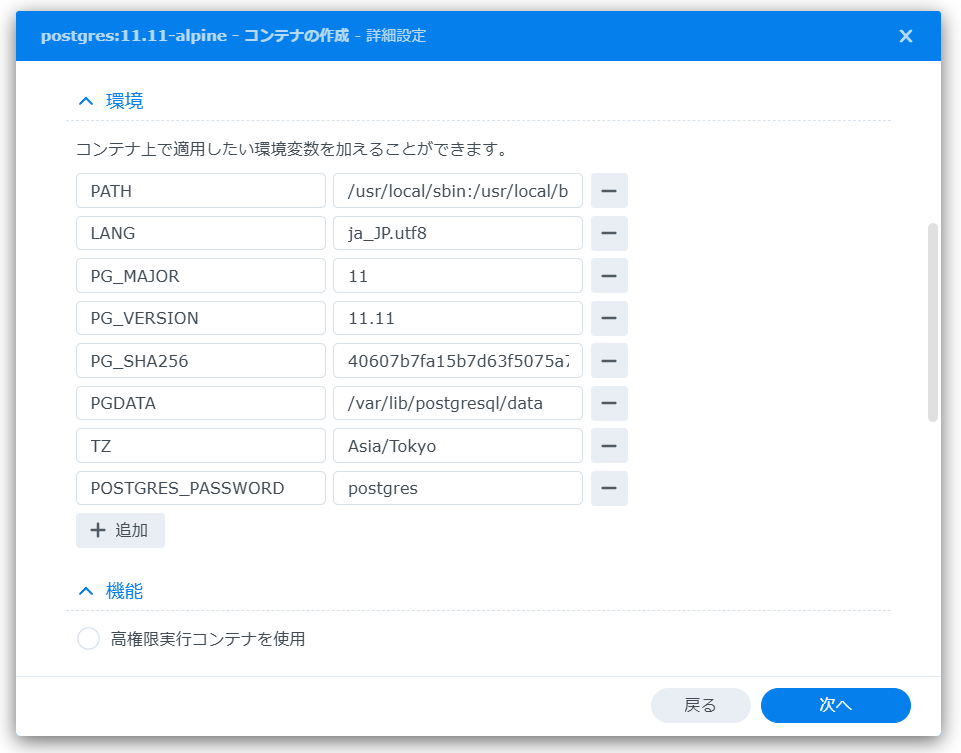 postgres:11.11-alpine - コンテナの作成 - 詳細設定
環境
コンテナ上で適用したい環境変数を加えることができます。
PATH /usr/local/sbin:/usr/local/b
LANG ja_JP.utf8
PG_MAJOR 11
PG_VERSION 11.11
PG_SHA256 40607b7fa15b7d63f5075a7
PGDATA /var/lib/postgresql/data
TZ Asia/Tokyo
POSTGRES_PASSWORD postgres
追加
機能
高権限実行コンテナを使用
戻る 次へ